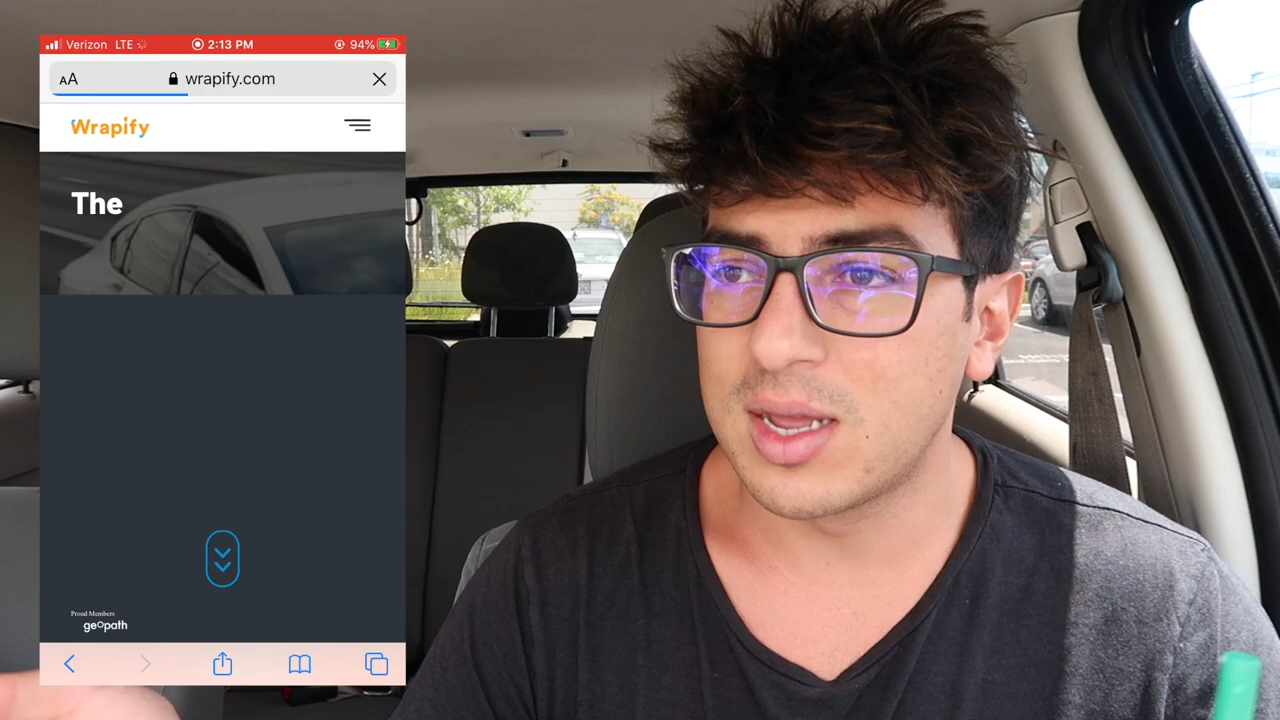 Verizon LTE 2:13 PM 94%
AA wrapify.com
Wrapify
The
Proud Members
geopath